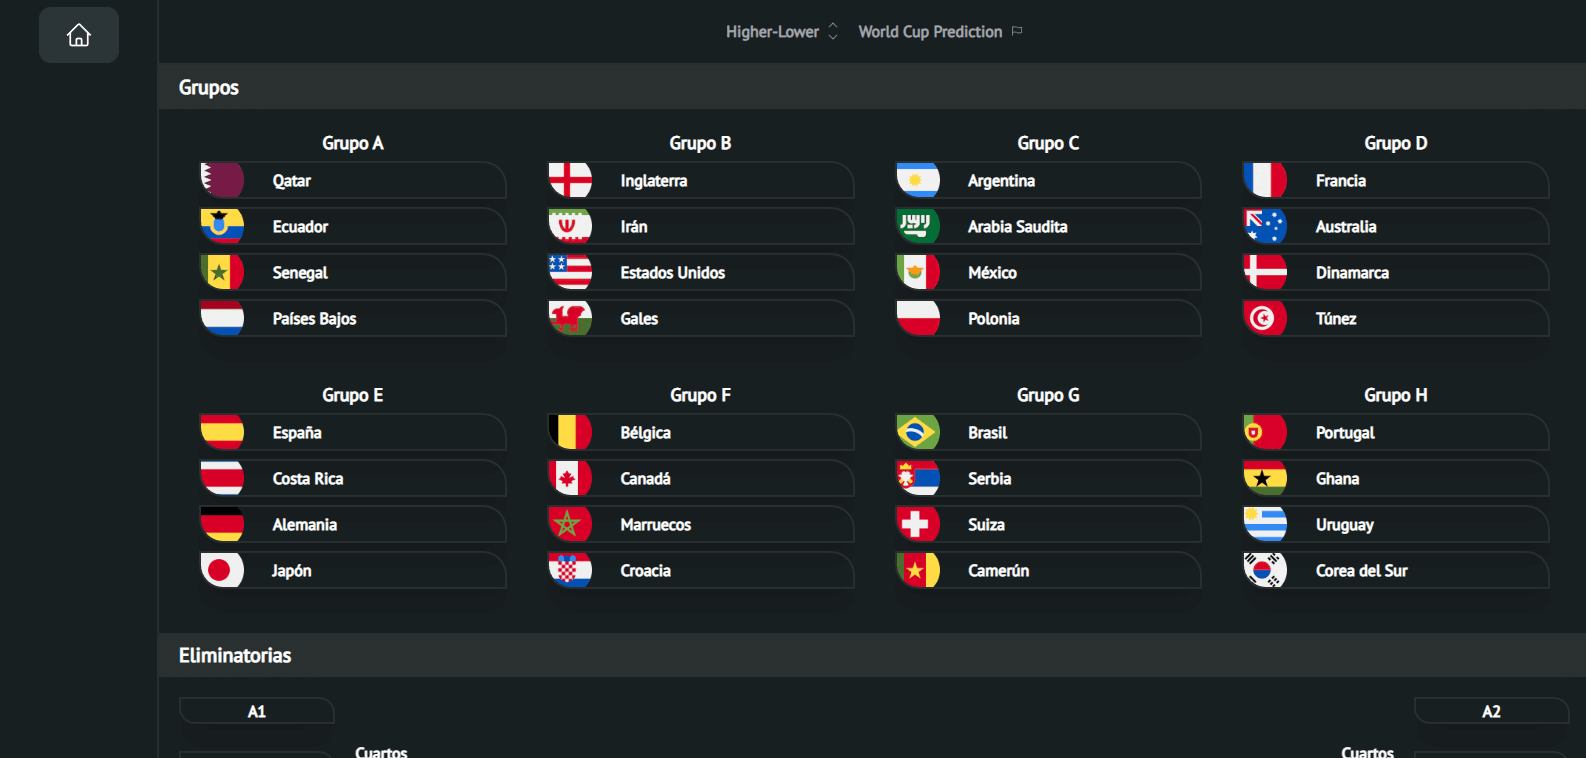 Higher-Lower World Cup Prediction
Grupos
Grupo A
Qatar
Ecuador
Senegal
Países Bajos
Grupo B
Inglaterra
Irán
Estados Unidos
Gales
Grupo C
Argentina
Arabia Saudita
México
Polonia
Grupo D
Francia
Australia
Dinamarca
Túnez
Grupo E
España
Costa Rica
Alemania
Japón
Grupo F
Bélgica
Canadá
Marruecos
Croacia
Grupo G
Brasil
Serbia
Suiza
Camerún
Grupo H
Portugal
Ghana
Uruguay
Corea del Sur
Eliminatorias
A1
A2
Cuartos
Cuartos